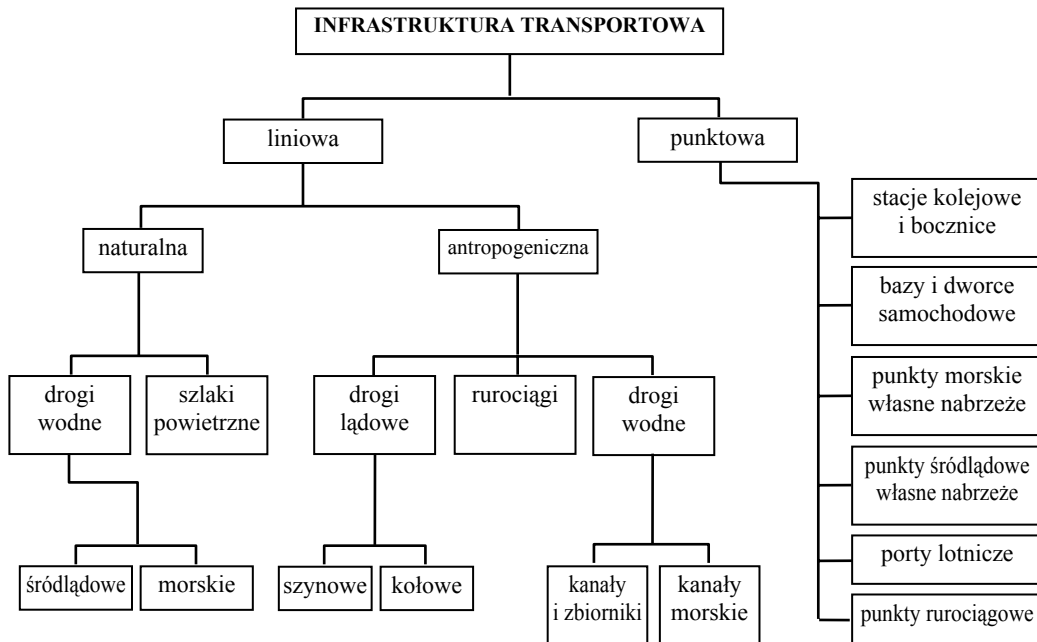 INFRASTRUKTURA TRANSPORTOWA
liniowa
punktowa
naturalna
antropogeniczna
drogi
wodne
szlaki
powietrzne
drogi
lądowe
rurociągi
drogi
wodne
śródlądowe
morskie
szynowe
kołowe
kanały
i zbiorniki
kanały
morskie
stacje kolejowe
i bocznice
bazy i dworce
samochodowe
punkty morskie
własne nabrzeże
punkty śródlądowe
własne nabrzeże
porty lotnicze
punkty rurociągowe